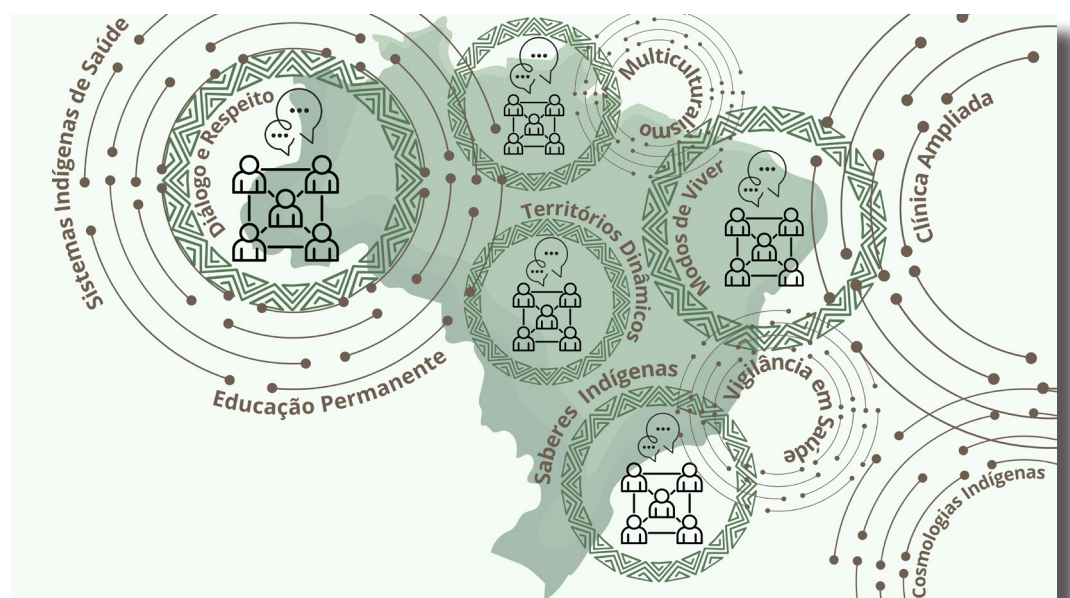 Sistemas Indígenas de Saúde
Diálogo e Respeito
Educação Permanente
Multiculturalismo
Territórios Dinâmicos
Modos de Viver
Clínica Ampliada
Saberes Indígenas
Vigilância em Saúde
Cosmologias Indígenas